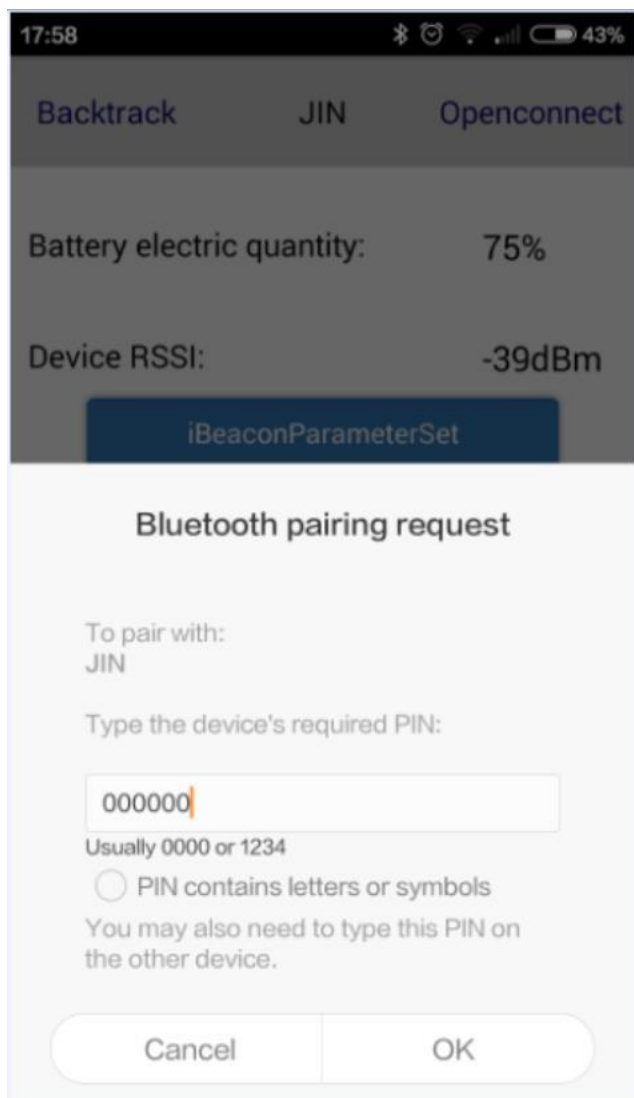 17:58 43%
Backtrack JIN Openconnect
Battery electric quantity: 75%
Device RSSI: -39dBm
iBeaconParameterSet
Bluetooth pairing request
To pair with:
JIN
Type the device's required PIN:
000000
Usually 0000 or 1234
PIN contains letters or symbols
You may also need to type this PIN on
the other device.
Cancel OK